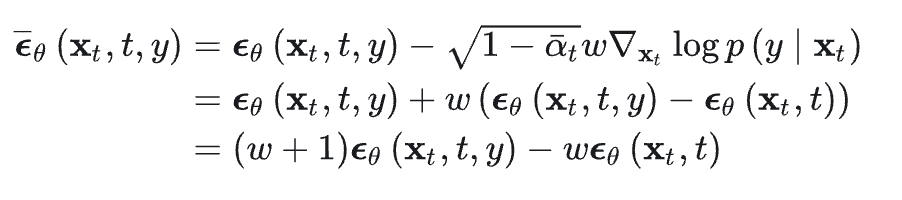 ϵ̄_θ (x_t, t, y) = ϵ_θ (x_t, t, y) − √(1 − ᾱ_t) w∇_{x_t} log p (y | x_t)
= ϵ_θ (x_t, t, y) + w (ϵ_θ (x_t, t, y) − ϵ_θ (x_t, t))
= (w + 1)ϵ_θ (x_t, t, y) − wϵ_θ (x_t, t)